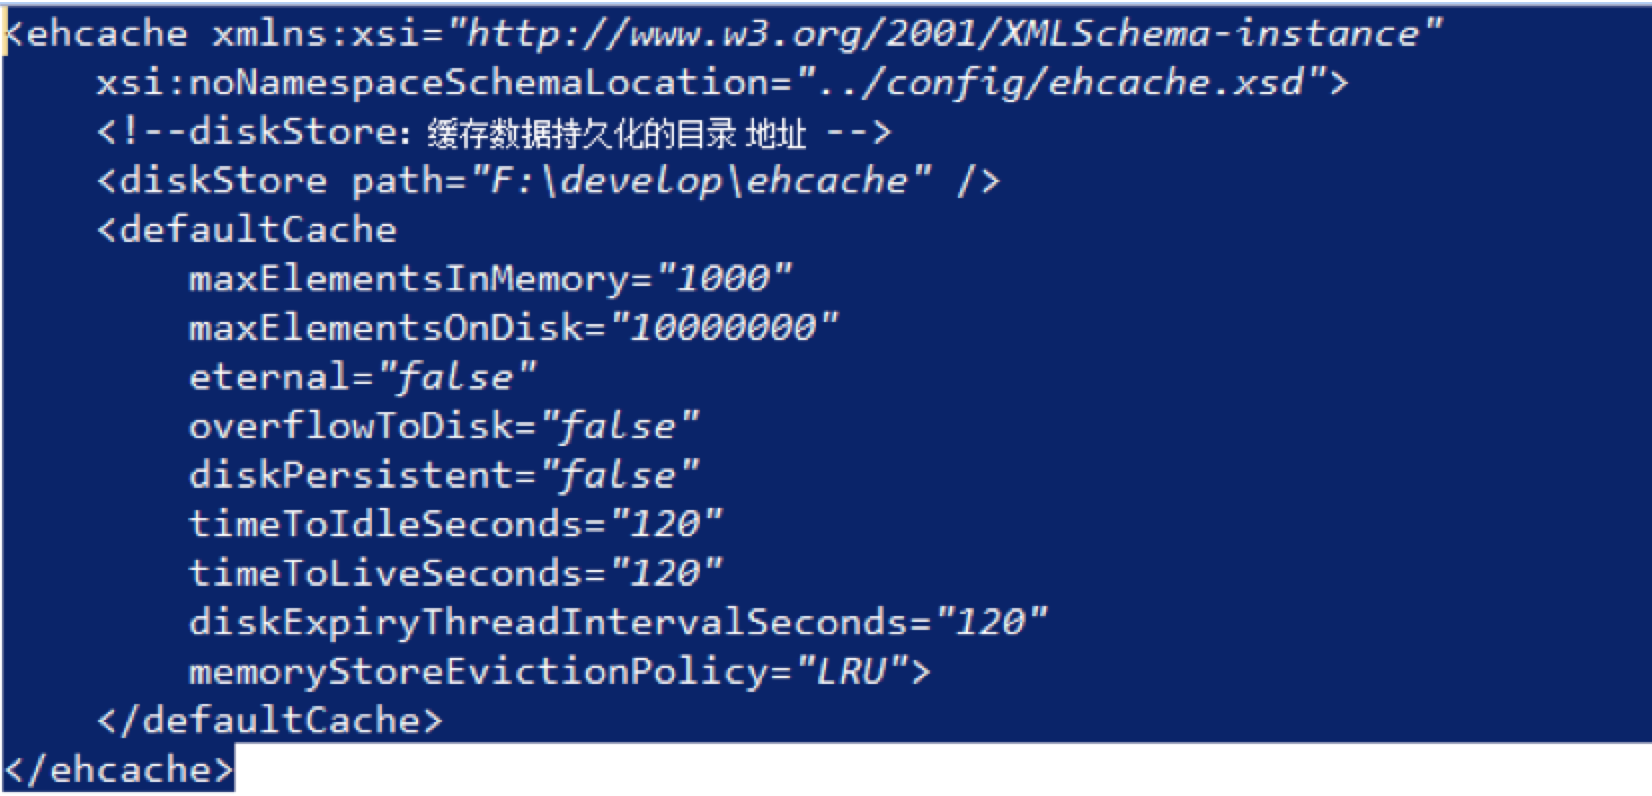 <ehcache xmlns:xsi="http://www.w3.org/2001/XMLSchema-instance"
xsi:noNamespaceSchemaLocation="../config/ehcache.xsd">
<!--diskStore：缓存数据持久化的目录 地址 -->
<diskStore path="F:\develop\ehcache" />
<defaultCache
maxElementsInMemory="1000"
maxElementsOnDisk="10000000"
eternal="false"
overflowToDisk="false"
diskPersistent="false"
timeToIdleSeconds="120"
timeToLiveSeconds="120"
diskExpiryThreadIntervalSeconds="120"
memoryStoreEvictionPolicy="LRU">
</defaultCache>
</ehcache>